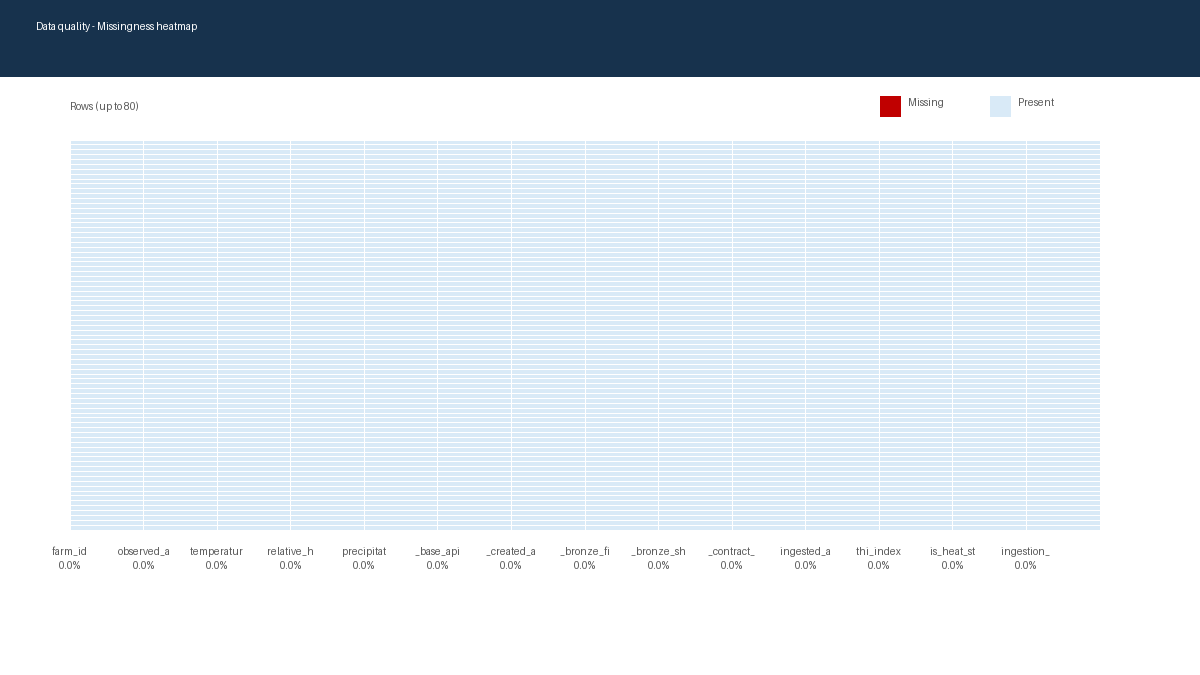 Data quality - Missingness heatmap
Rows (up to 80)
Missing
Present
farm_id observed_a temperatur relative_h precipitat _base_api _created_a _bronze_fi _bronze_sh _contract_ ingested_a thi_index is_heat_st ingestion_
0.0% 0.0% 0.0% 0.0% 0.0% 0.0% 0.0% 0.0% 0.0% 0.0% 0.0% 0.0% 0.0% 0.0%